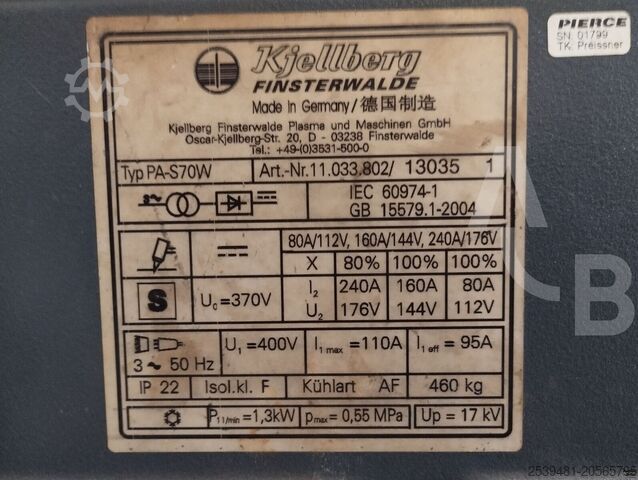 PIERCE
SN. 01799
TK. Preissner
Kjellberg
FINSTERWALDE
Made in Germany/德国制造
Kjellberg Finsterwalde Plasma und Maschinen GmbH
Oscar-Kjellberg-Str. 20, D - 03238 Finsterwalde
Tel.: +49-(0)3531-500-0
Typ PA-S70W Art.-Nr.11.033.802/ 13035 1
IEC 60974-1
GB 15579.1-2004
80A/112V, 160A/144V, 240A/176V
X 80% 100% 100%
S U₀=370V I₂ 240A 160A 80A
U₂ 176V 144V 112V
3 ~ 50 Hz U₁ =400V I₁ max =110A I₁ eff = 95A
IP 22 Isol.kl. F Kühlart AF 460 kg
P₁ l/min =1,3kW pmax= 0,55 MPa Up = 17 kV
AB
2539481-20565795